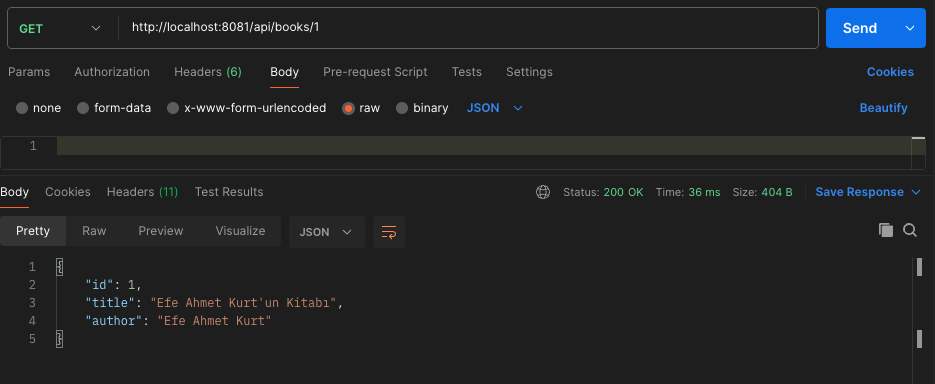 GET http://localhost:8081/api/books/1 Send
Params Authorization Headers (6) Body Pre-request Script Tests Settings Cookies
none form-data x-www-form-urlencoded raw binary JSON Beautify
1
Body Cookies Headers (11) Test Results Status: 200 OK Time: 36 ms Size: 404 B Save Response
Pretty Raw Preview Visualize JSON
1 {
2 "id": 1,
3 "title": "Efe Ahmet Kurt'un Kitabı",
4 "author": "Efe Ahmet Kurt"
5 }